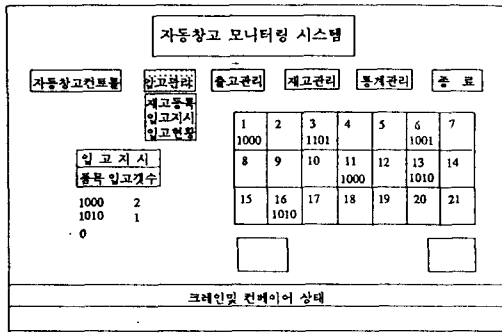 자동창고 모니터링 시스템
자동창고컨트롤 입고관리 출고관리 재고관리 통계관리 종 료
재고등록
입고지시
입고현황
입 고 지 시
품목 입고갯수
1000 2
1010 1
0
1 2 3 4 5 6 7
1000 1101 1001
8 9 10 11 12 13 14
1000 1010
15 16 17 18 19 20 21
1010
크레인및 컨베이어 상태